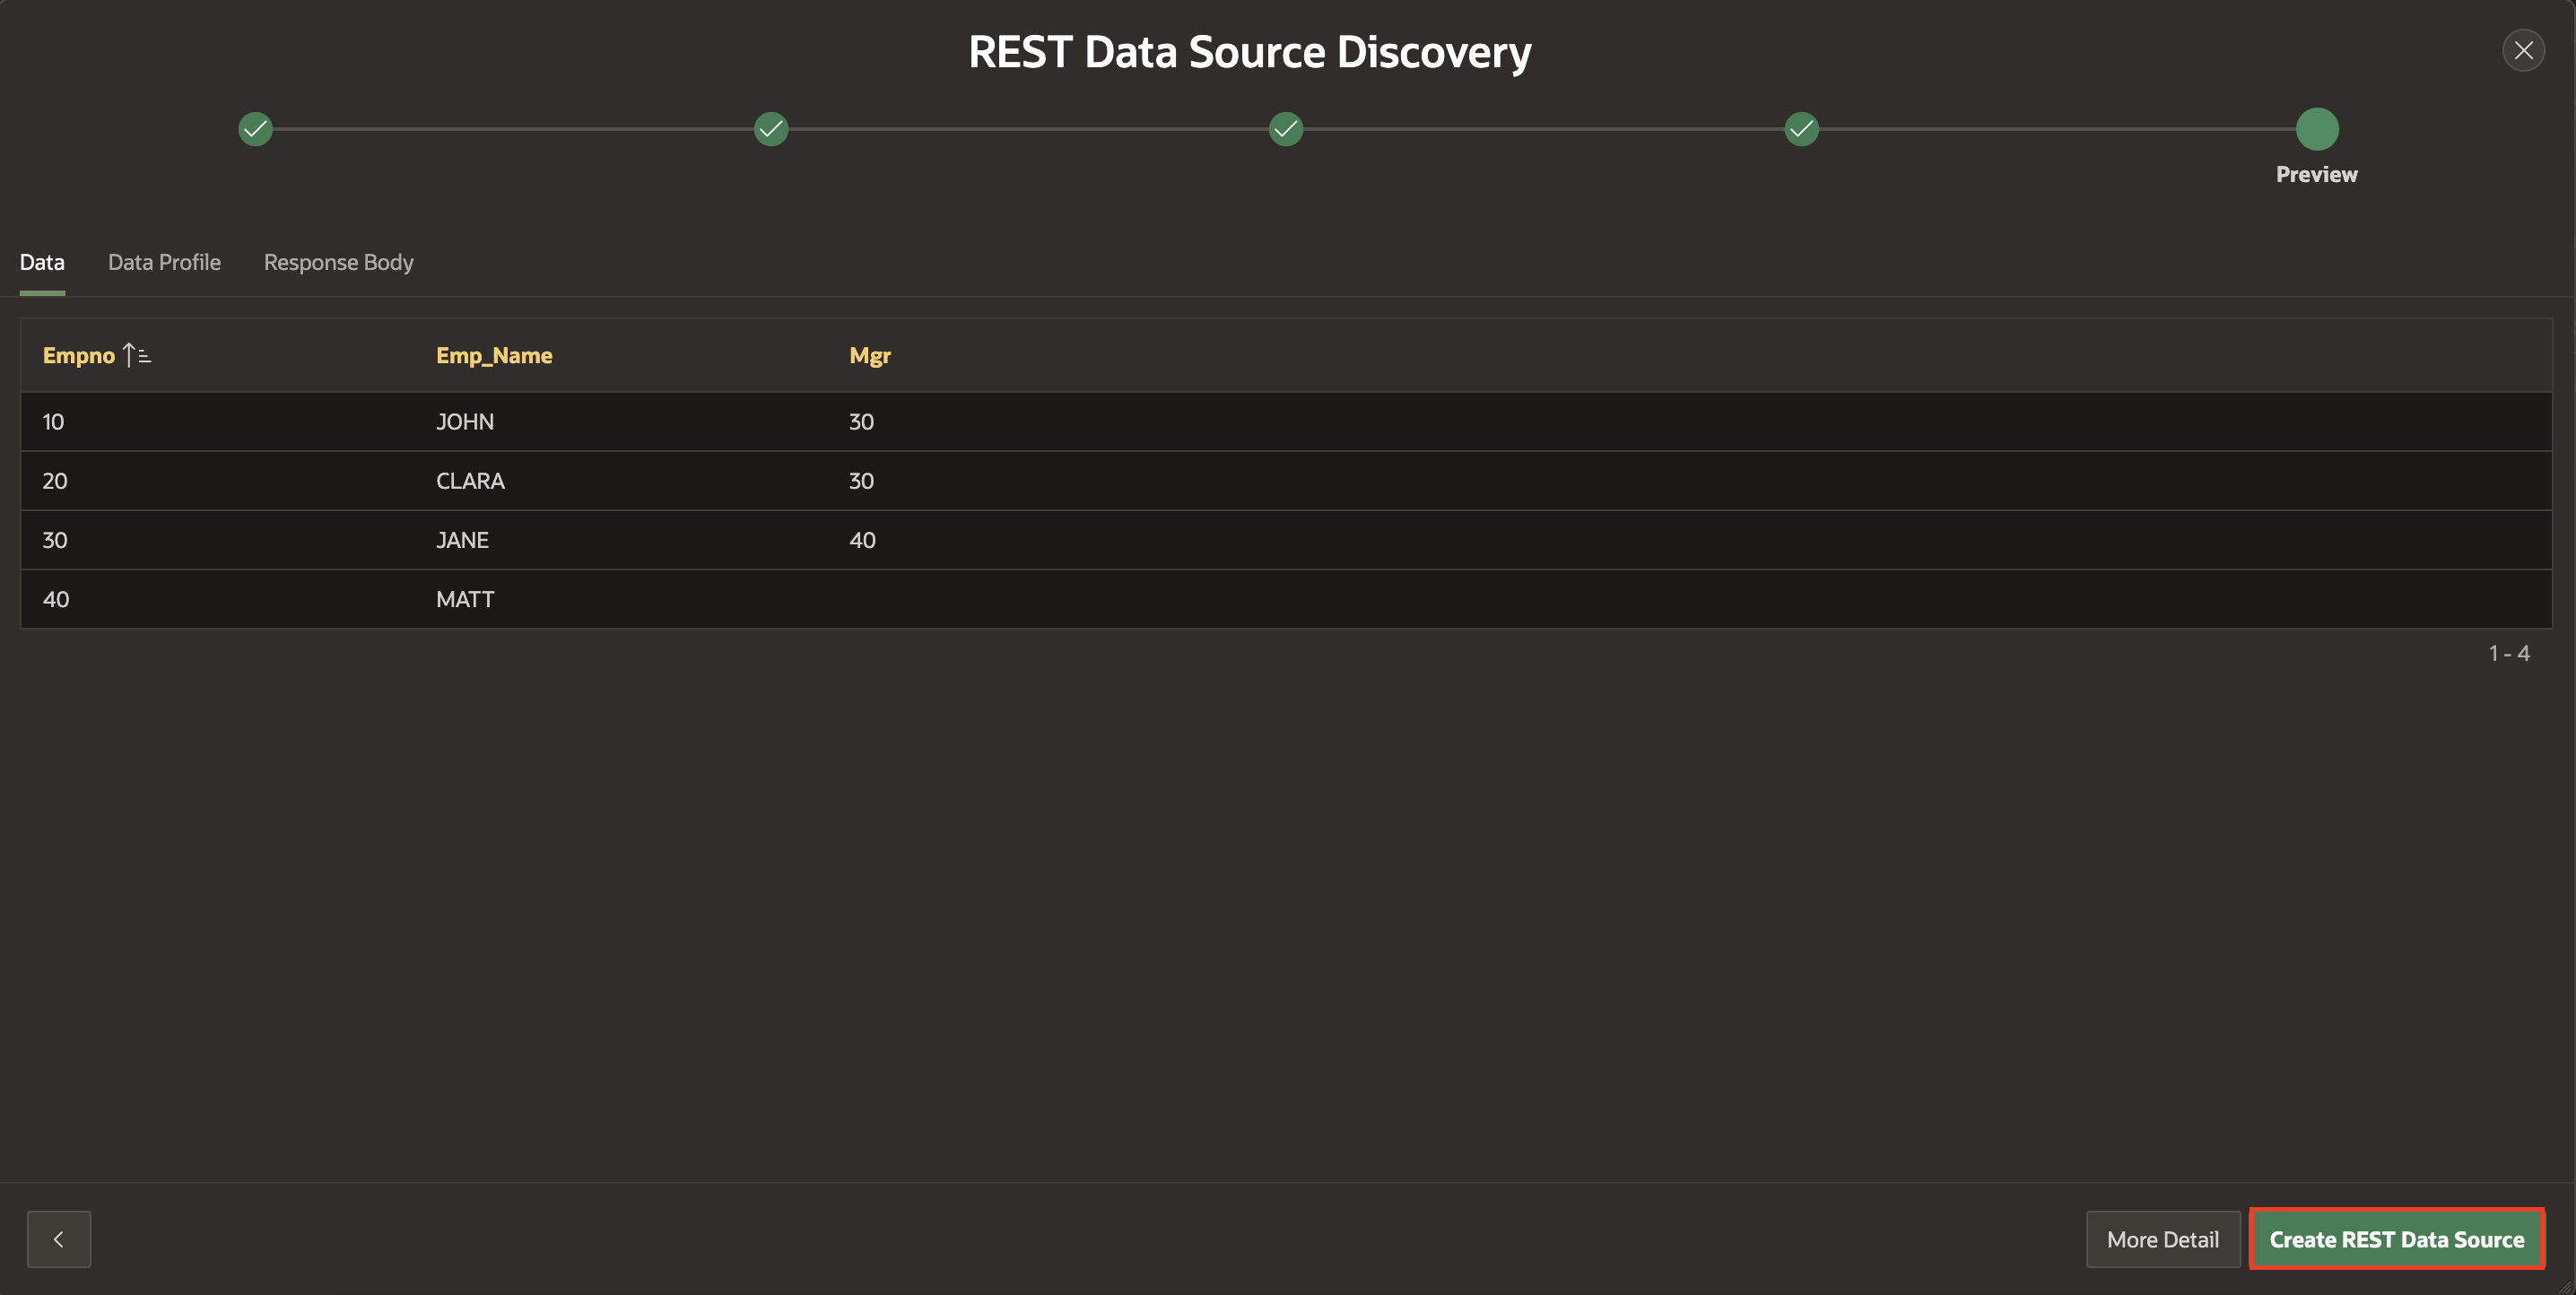 REST Data Source Discovery
Preview
Data Data Profile Response Body
Empno Emp_Name Mgr
10 JOHN 30
20 CLARA 30
30 JANE 40
40 MATT
1 - 4
More Detail Create REST Data Source